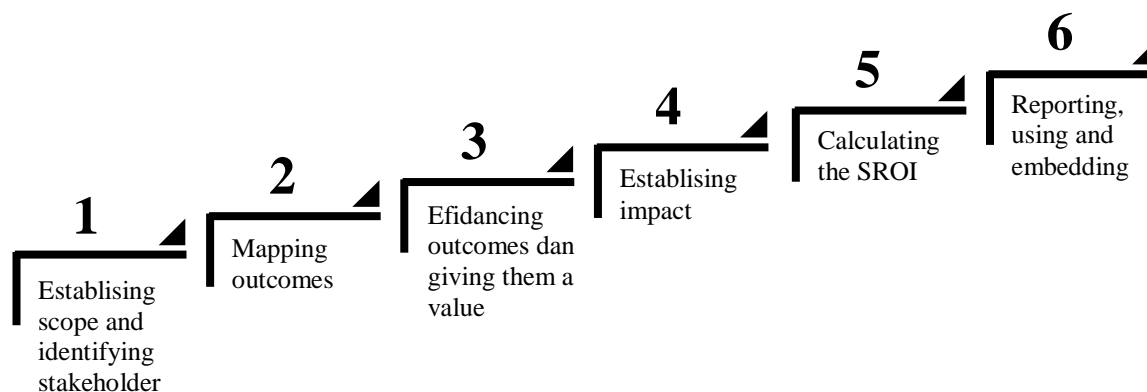 1
Establising
scope and
identifying
stakeholder
2
Mapping
outcomes
3
Efidancing
outcomes dan
giving them a
value
4
Establising
impact
5
Calculating
the SROI
6
Reporting,
using and
embedding